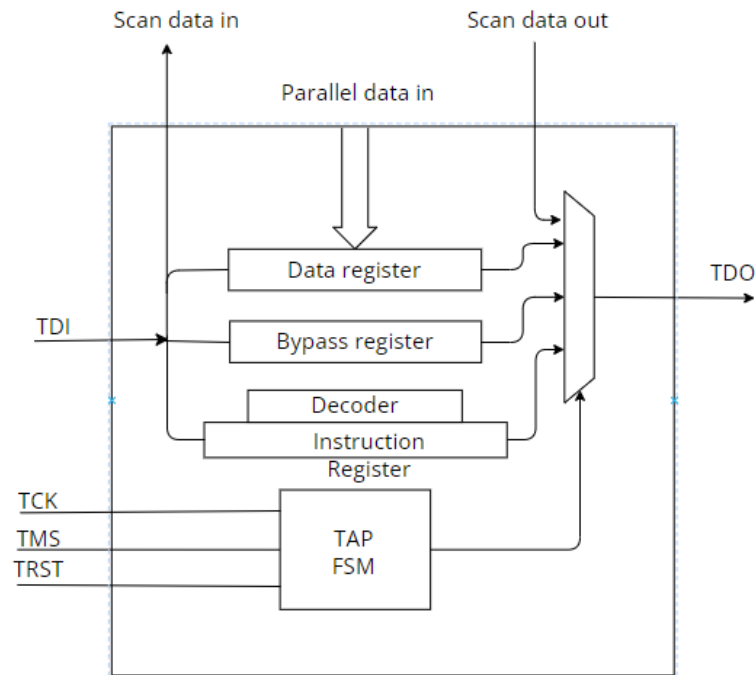 Scan data in
Scan data out
Parallel data in
Data register
TDO
TDI
Bypass register
Decoder
Instruction
Register
TCK
TMS
TAP
FSM
TRST